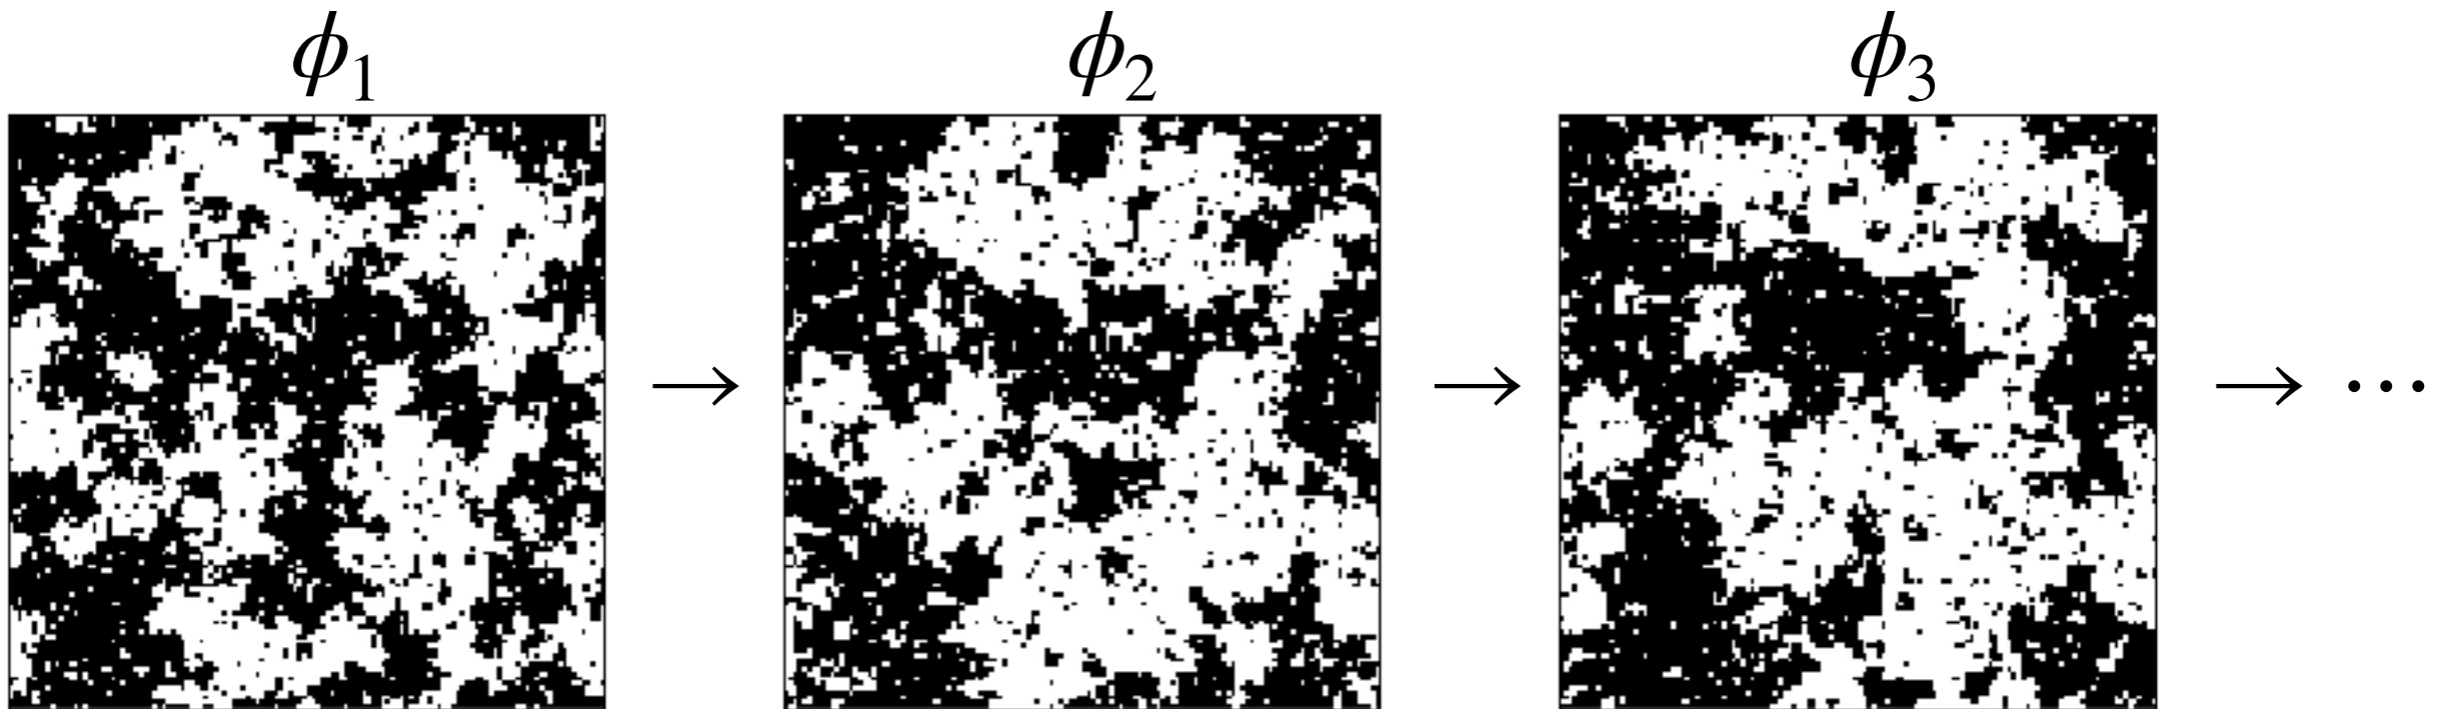 ϕ₁ ϕ₂ ϕ₃
→ → → ⋯